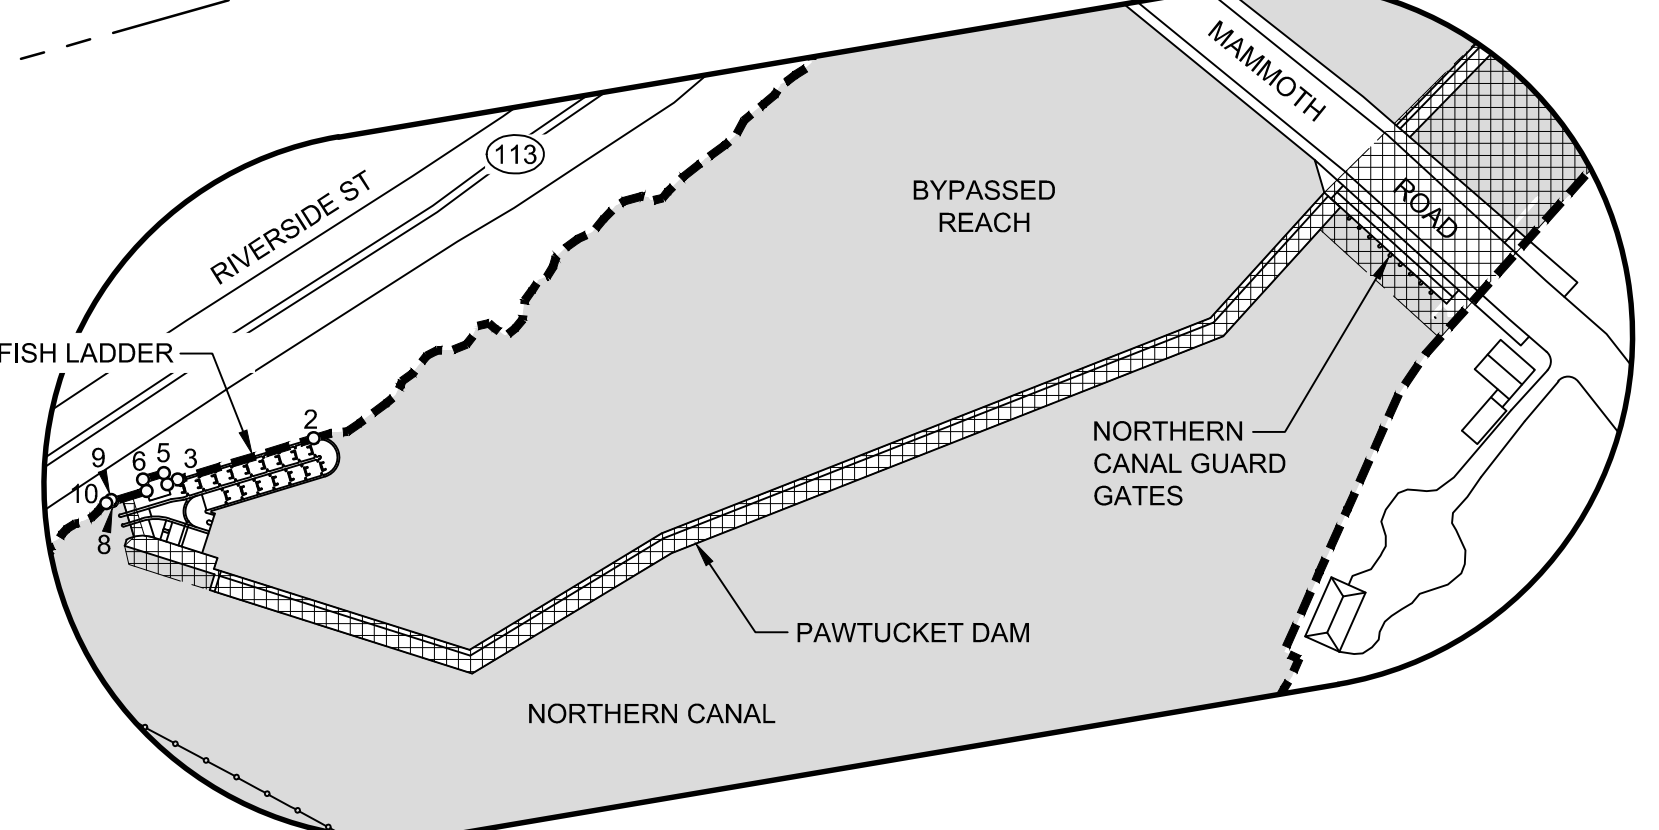 MAMMOTH
ROAD
113
RIVERSIDE ST
BYPASSED
REACH
FISH LADDER
2
3
5
6
9
10
8
NORTHERN
CANAL GUARD
GATES
PAWTUCKET DAM
NORTHERN CANAL